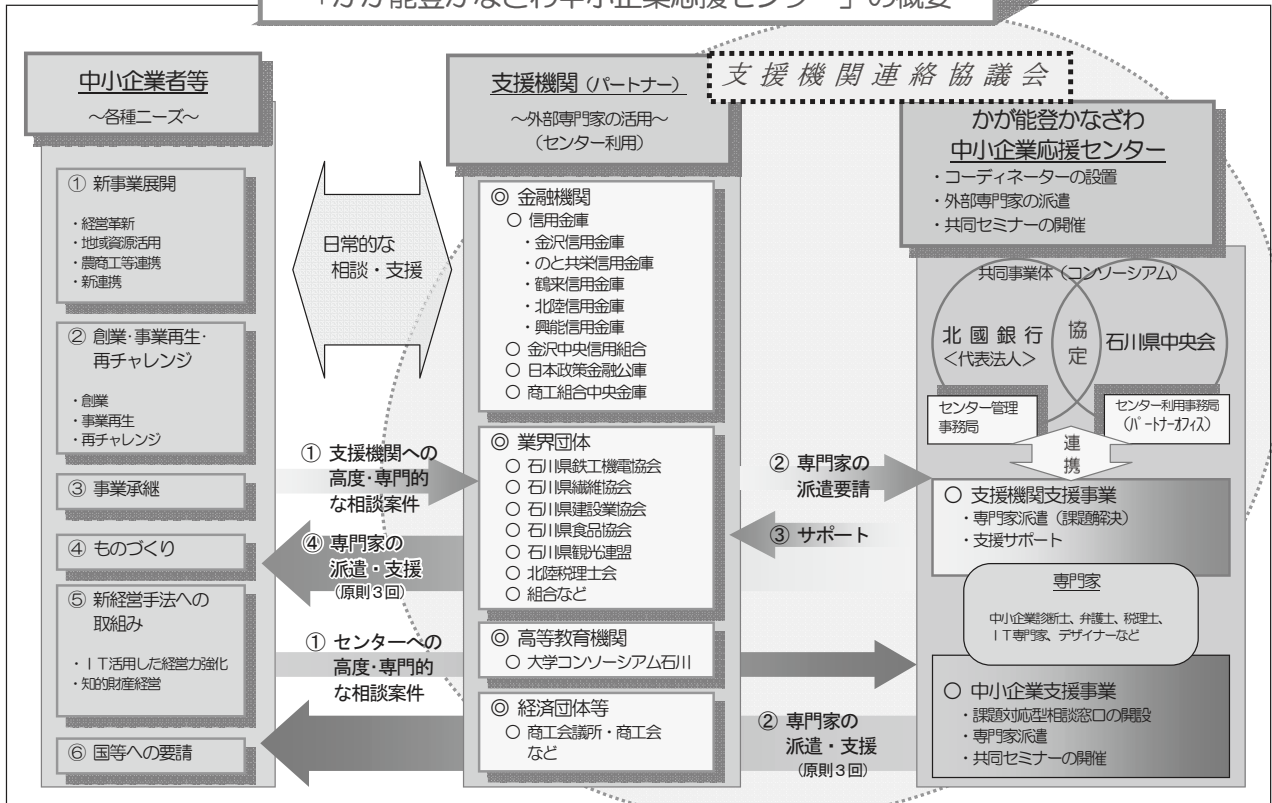 「かが能登かなざわ中小企業応援センター」の概要
支援機関連絡協議会
中小企業者等
～各種ニーズ～
① 新事業展開
・経営革新
・地域資源活用
・農商工等連携
・新連携
② 創業・事業再生・
再チャレンジ
・創業
・事業再生
・再チャレンジ
③ 事業承継
④ ものづくり
⑤ 新経営手法への
取組み
・ＩＴ活用した経営力強化
・知的財産経営
⑥ 国等への要請
日常的な
相談・支援
① 支援機関への
高度・専門的
な相談案件
④ 専門家の
派遣・支援
(原則３回)
① センターへの
高度・専門的
な相談案件
支援機関（パートナー）
～外部専門家の活用～
（センター利用）
◎ 金融機関
○ 信用金庫
・金沢信用金庫
・のと共栄信用金庫
・鶴来信用金庫
・北陸信用金庫
・興能信用金庫
○ 金沢中央信用組合
○ 日本政策金融公庫
○ 商工組合中央金庫
◎ 業界団体
○ 石川県鉄工機電協会
○ 石川県繊維協会
○ 石川県建設業協会
○ 石川県食品協会
○ 石川県観光連盟
○ 北陸税理士会
○ 組合など
◎ 高等教育機関
○ 大学コンソーシアム石川
◎ 経済団体等
○ 商工会議所・商工会
など
② 専門家の
派遣要請
③ サポート
② 専門家の
派遣・支援
(原則３回)
かが能登かなざわ
中小企業応援センター
・コーディネーターの設置
・外部専門家の派遣
・共同セミナーの開催
共同事業体（コンソーシアム）
北國銀行
＜代表法人＞
協定
石川県中央会
センター管理
事務局
センター利用事務局
(パートナーオフィス)
連携
○ 支援機関支援事業
・専門家派遣（課題解決）
・支援サポート
専門家
中小企業診断士、弁護士、税理士、
ＩＴ専門家、デザイナーなど
○ 中小企業支援事業
・課題対応型相談窓口の開設
・専門家派遣
・共同セミナーの開催